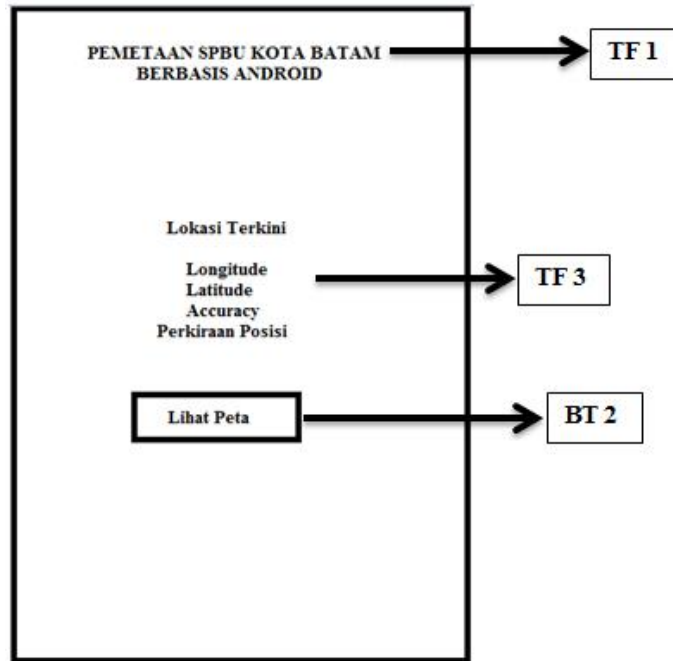 PEMETAAN SPBU KOTA BATAM
BERBASIS ANDROID
TF 1
Lokasi Terkini
Longitude
Latitude
Accuracy
Perkiraan Posisi
TF 3
Lihat Peta
BT 2